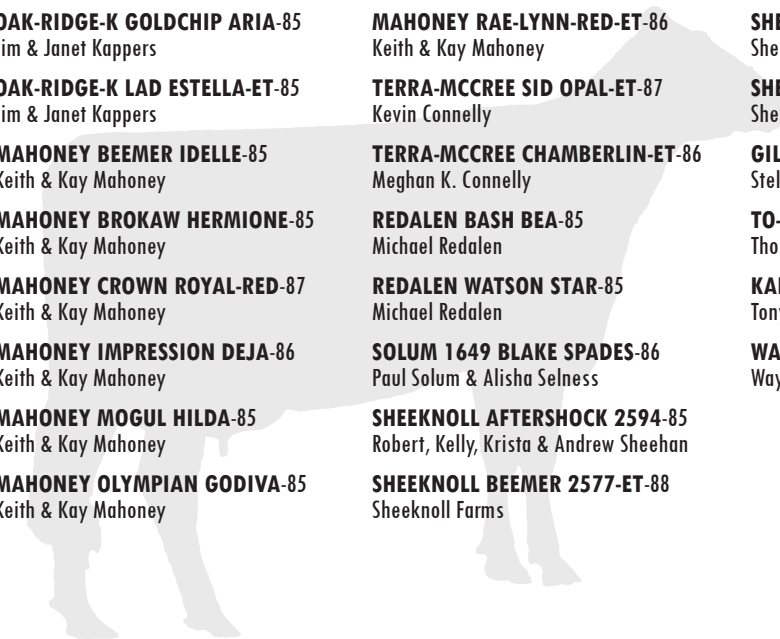 OAK-RIDGE-K GOLDCHIP ARIA-85
Jim & Janet Kappers
OAK-RIDGE-K LAD ESTELLA-ET-85
Jim & Janet Kappers
MAHONEY BEEMER IDELLE-85
Keith & Kay Mahoney
MAHONEY BROKAW HERMIONE-85
Keith & Kay Mahoney
MAHONEY CROWN ROYAL-RED-87
Keith & Kay Mahoney
MAHONEY IMPRESSION DEJA-86
Keith & Kay Mahoney
MAHONEY MOGUL HILDA-85
Keith & Kay Mahoney
MAHONEY OLYMPIAN GODIVA-85
Keith & Kay Mahoney
MAHONEY RAE-LYNN-RED-ET-86
Keith & Kay Mahoney
TERRA-MCCREE SID OPAL-ET-87
Kevin Connelly
TERRA-MCCREE CHAMBERLIN-ET-86
Meghan K. Connelly
REDALEN BASH BEA-85
Michael Redalen
REDALEN WATSON STAR-85
Michael Redalen
SOLUM 1649 BLAKE SPADES-86
Paul Solum & Alisha Selness
SHEEKNOLL AFTERSHOCK 2594-85
Robert, Kelly, Krista & Andrew Sheehan
SHEEKNOLL BEEMER 2577-ET-88
Sheeknoll Farms